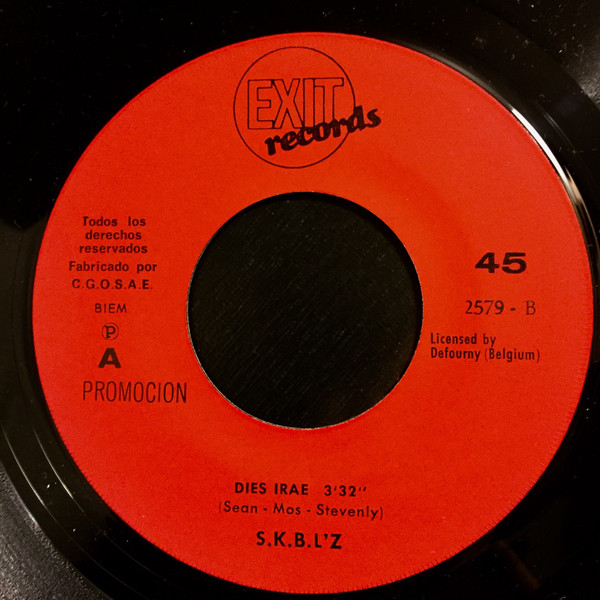 EXIT
records
Todos los
derechos
reservados
Fabricado por
C.G.O.S.A.E.
BIEM
P
A
PROMOCION
45
2579 - B
Licensed by
Defourny (Belgium)
DIES IRAE 3'32"
(Sean - Mos - Stevenly)
S.K.B.L'Z